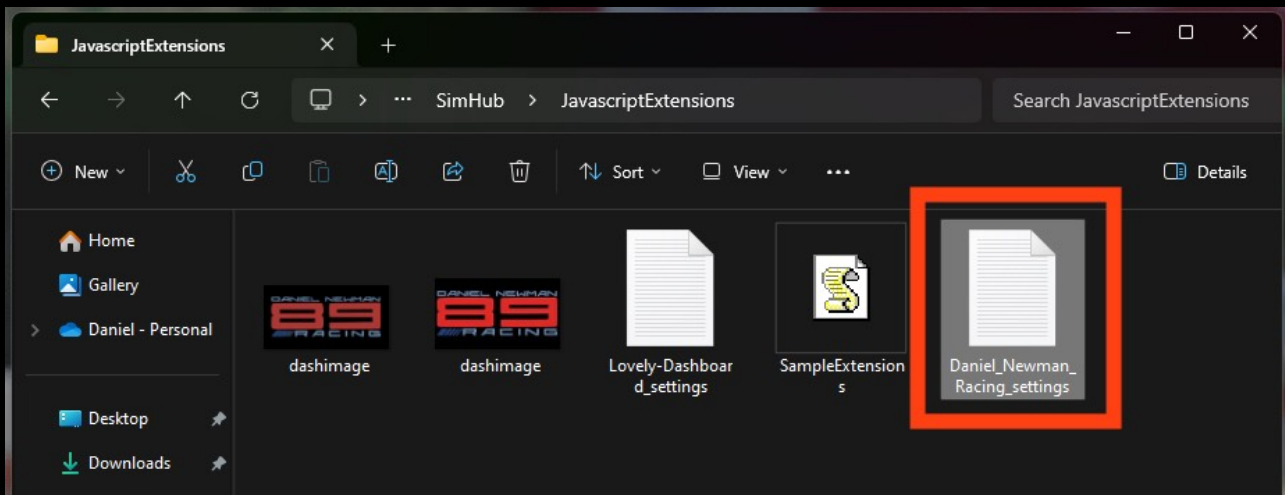 JavascriptExtensions
SimHub > JavascriptExtensions
Search JavascriptExtensions
New
Sort
View
Details
Home
Gallery
Daniel - Personal
Desktop
Downloads
DANIEL NEWMAN
89
RACING
dashimage
DANIEL NEWMAN
89
RACING
dashimage
Lovely-Dashboar
d_settings
SampleExtension
s
Daniel_Newman_
Racing_settings